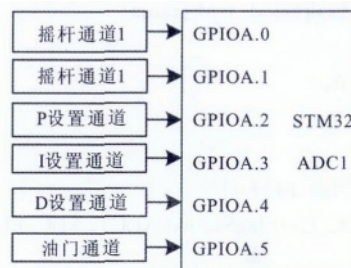 摇杆通道1 GPIOA.0
摇杆通道1 GPIOA.1
P设置通道 GPIOA.2 STM32
I设置通道 GPIOA.3 ADC1
D设置通道 GPIOA.4
油门通道 GPIOA.5